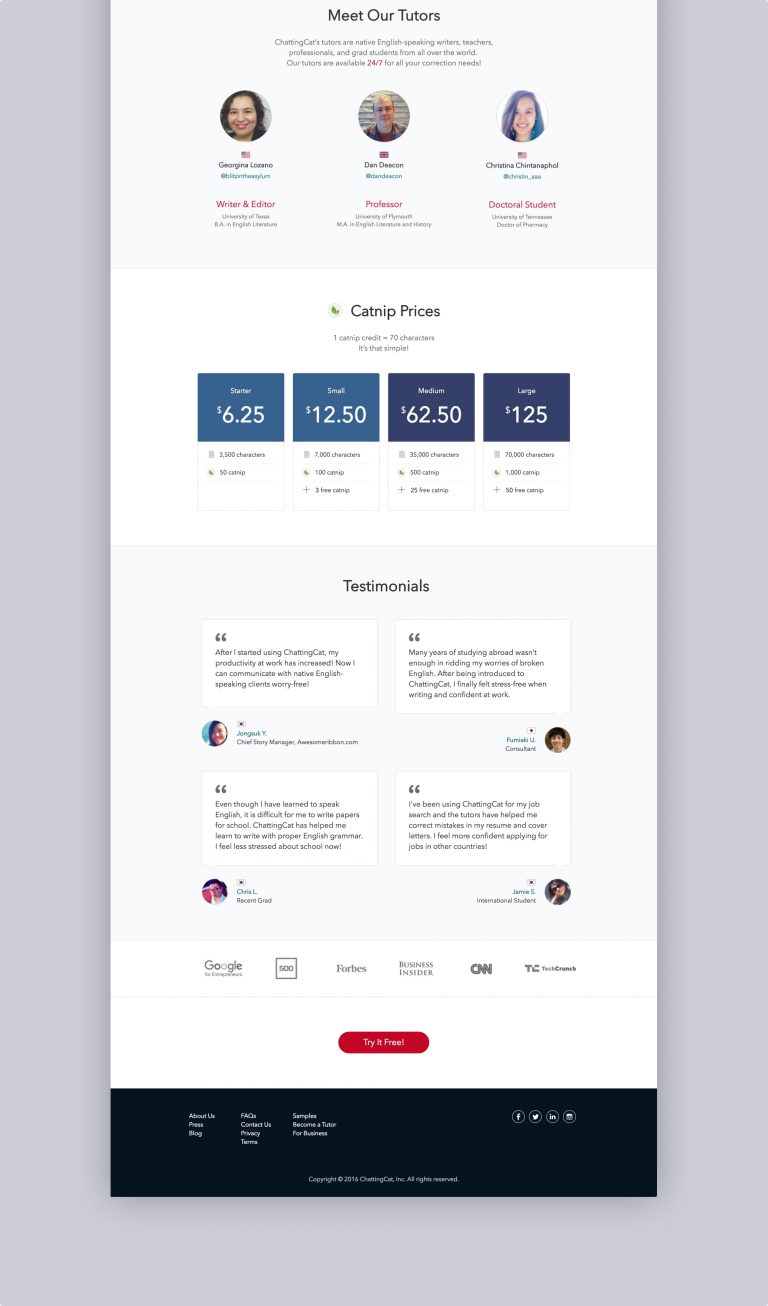 Meet Our Tutors
ChattingCat's tutors are native English-speaking writers, teachers,
professionals, and grad students from all over the world.
Our tutors are available 24/7 for all your correction needs!
Georgina Lozano
@blitzintheasylum
Writer & Editor
University of Texas
B.A. in English Literature
Dan Deacon
@dandeacon
Professor
University of Plymouth
M.A. in English Literature and History
Christina Chintanaphol
@christin_aaa
Doctoral Student
University of Tennessee
Doctor of Pharmacy
Catnip Prices
1 catnip credit = 70 characters
It's that simple!
Starter
$6.25
3,500 characters
50 catnip
Small
$12.50
7,000 characters
100 catnip
3 free catnip
Medium
$62.50
35,000 characters
500 catnip
25 free catnip
Large
$125
70,000 characters
1,000 catnip
50 free catnip
Testimonials
“
After I started using ChattingCat, my
productivity at work has increased! Now I
can communicate with native English-
speaking clients worry-free!
Jongsuk Y.
Chief Story Manager, Awesomeribbon.com
“
Many years of studying abroad wasn't
enough in ridding my worries of broken
English. After being introduced to
ChattingCat, I finally felt stress-free when
writing and confident at work.
Fumiaki U.
Consultant
“
Even though I have learned to speak
English, it is difficult for me to write papers
for school. ChattingCat has helped me
learn to write with proper English grammar.
I feel less stressed about school now!
Chris L.
Recent Grad
“
I've been using ChattingCat for my job
search and the tutors have helped me
correct mistakes in my resume and cover
letters. I feel more confident applying for
jobs in other countries!
Jamie S.
International Student
Google
for Entrepreneurs
500
Forbes
BUSINESS
INSIDER
CNN
TC TechCrunch
Try It Free!
About Us
Press
Blog
FAQs
Contact Us
Privacy
Terms
Samples
Become a Tutor
For Business
Copyright © 2016 ChattingCat, Inc. All rights reserved.